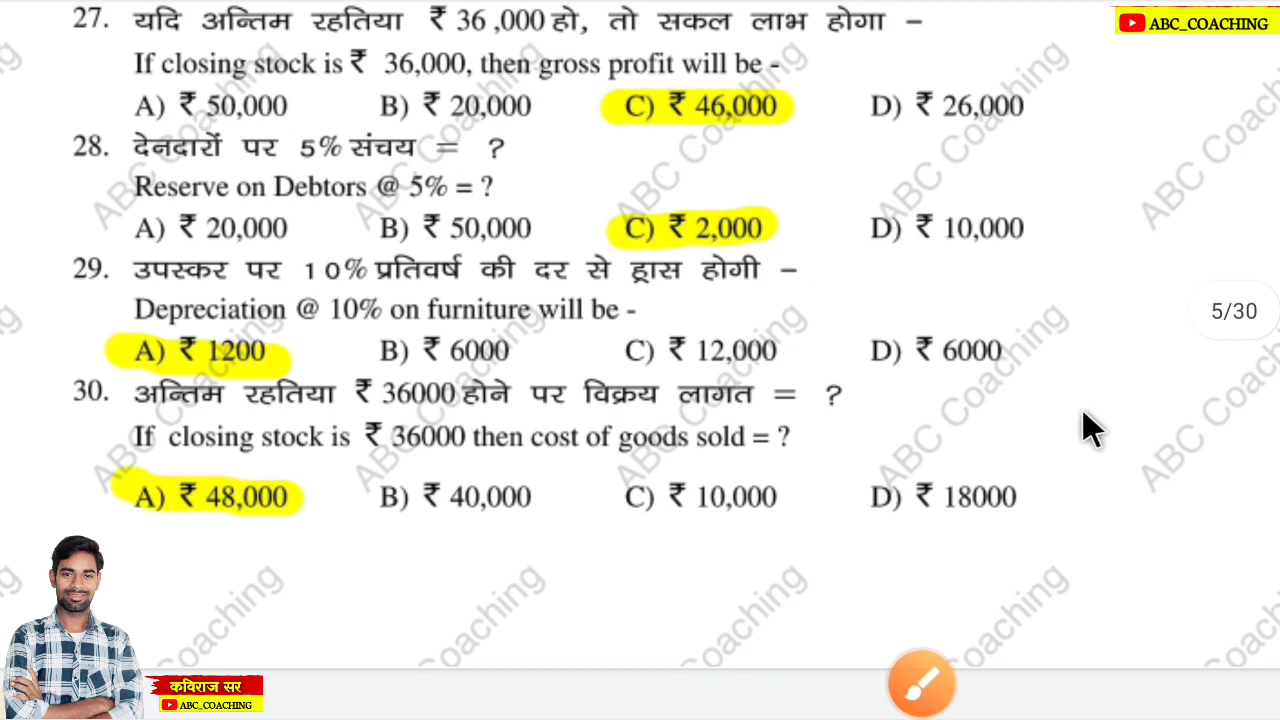 27. यदि अन्तिम रहतिया ₹ 36 ,000 हो, तो सकल लाभ होगा –
ABC_COACHING
If closing stock is ₹ 36,000, then gross profit will be -
A) ₹ 50,000 B) ₹ 20,000 C) ₹ 46,000 D) ₹ 26,000
28. देनदारों पर 5% संचय = ?
Reserve on Debtors @ 5% = ?
A) ₹ 20,000 B) ₹ 50,000 C) ₹ 2,000 D) ₹ 10,000
29. उपस्कर पर 10% प्रतिवर्ष की दर से ह्रास होगी –
Depreciation @ 10% on furniture will be -
5/30
A) ₹ 1200 B) ₹ 6000 C) ₹ 12,000 D) ₹ 6000
30. अन्तिम रहतिया ₹ 36000 होने पर विक्रय लागत = ?
If closing stock is ₹ 36000 then cost of goods sold = ?
A) ₹ 48,000 B) ₹ 40,000 C) ₹ 10,000 D) ₹ 18000
ABC Coaching
कविराज सर
ABC_COACHING